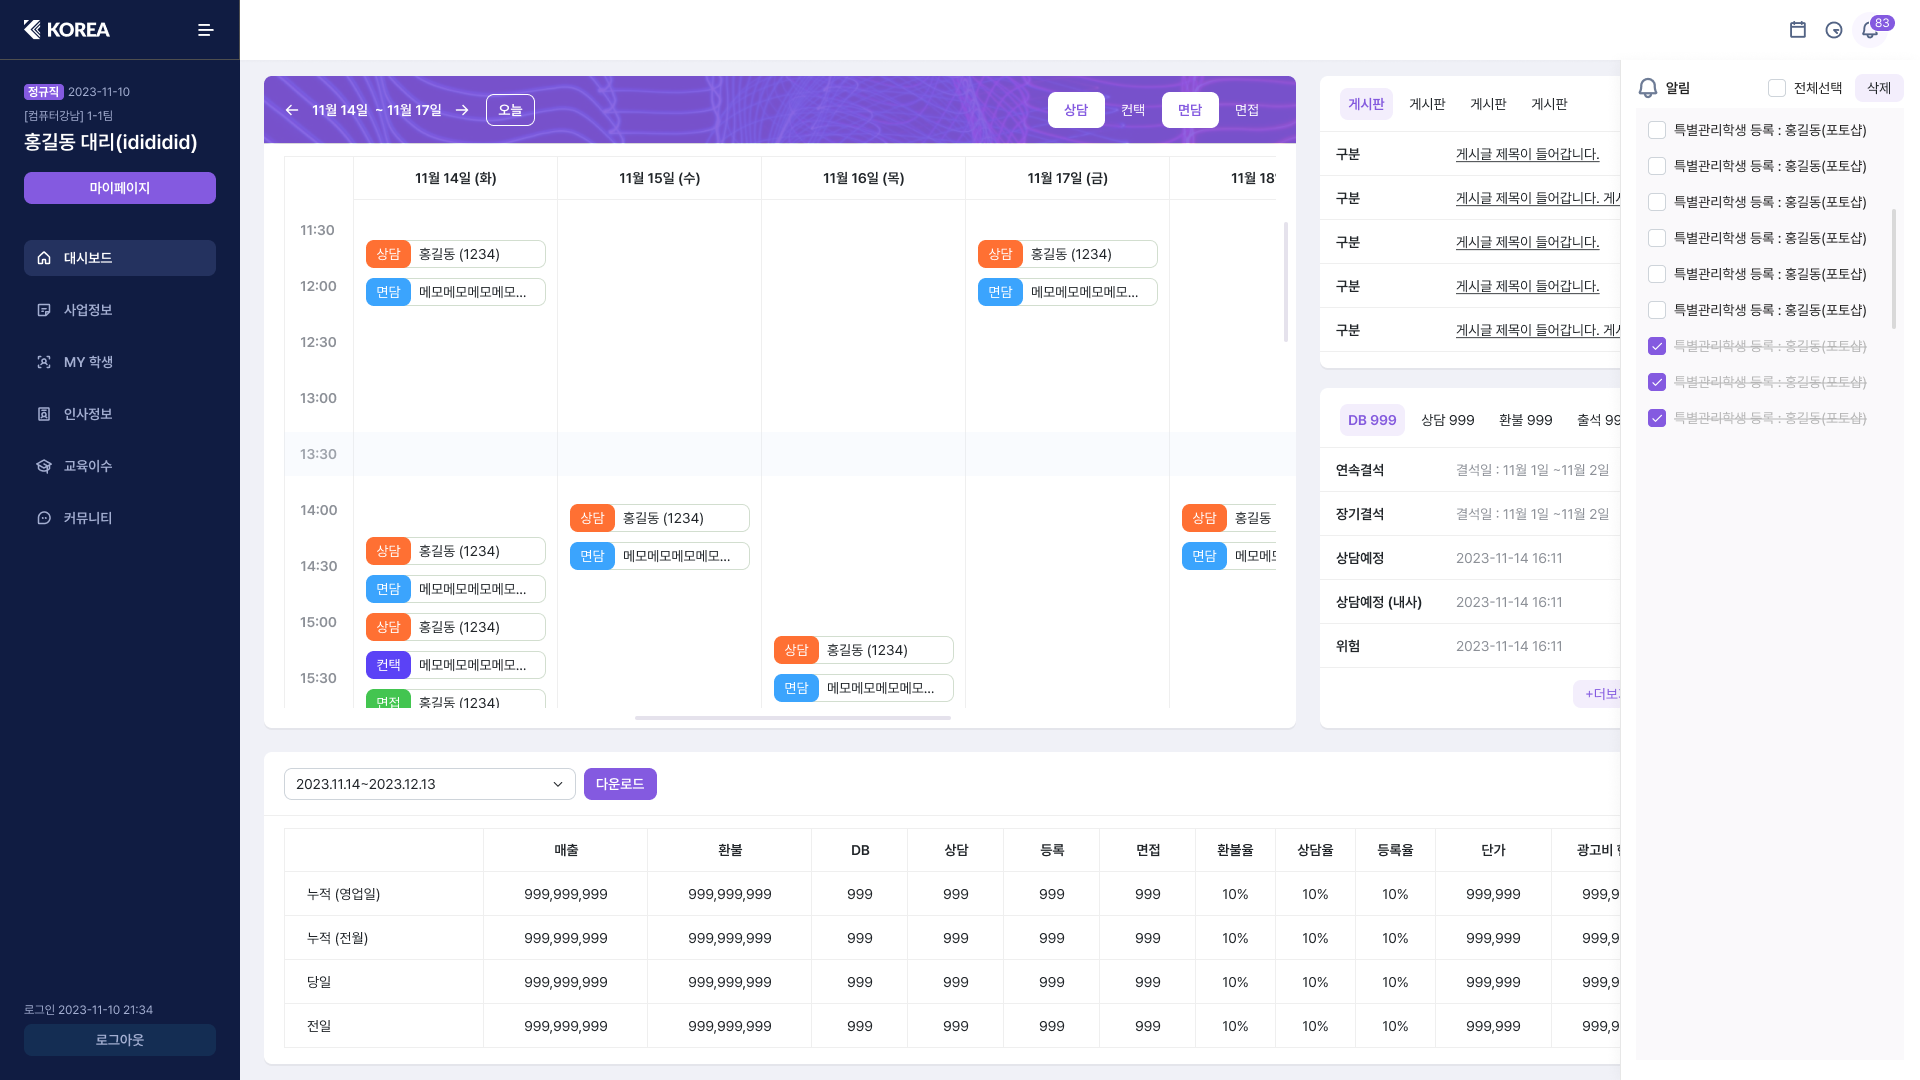 KOREA
정규직 2023-11-10
[컴퓨터강남] 1-1팀
홍길동 대리(idididid)
마이페이지
대시보드
사업정보
MY 학생
인사정보
교육이수
커뮤니티
로그인 2023-11-10 21:34
로그아웃
83
11월 14일 ~ 11월 17일
오늘
상담 컨택 면담 면접
11월 14일 (화) 11월 15일 (수) 11월 16일 (목) 11월 17일 (금) 11월 18
11:30
상담 홍길동 (1234) 상담 홍길동 (1234)
12:00
면담 메모메모메모메모... 면담 메모메모메모메모...
12:30
13:00
13:30
14:00
상담 홍길동 (1234) 상담 홍길동
상담 홍길동 (1234)
면담 메모메모메모메모... 면담 메모메모
14:30
면담 메모메모메모메모...
15:00
상담 홍길동 (1234)
상담 홍길동 (1234)
컨택 메모메모메모메모...
15:30
면담 메모메모메모메모...
면접 홍길동 (1234)
게시판 게시판 게시판 게시판
구분 게시글 제목이 들어갑니다.
구분 게시글 제목이 들어갑니다. 게시
구분 게시글 제목이 들어갑니다.
구분 게시글 제목이 들어갑니다.
구분 게시글 제목이 들어갑니다. 게시
DB 999 상담 999 환불 999 출석 99
연속결석 결석일 : 11월 1일 ~11월 2일
장기결석 결석일 : 11월 1일 ~11월 2일
상담예정 2023-11-14 16:11
상담예정 (내사) 2023-11-14 16:11
위험 2023-11-14 16:11
+더보
알림 전체선택 삭제
특별관리학생 등록 : 홍길동(포토샵)
특별관리학생 등록 : 홍길동(포토샵)
특별관리학생 등록 : 홍길동(포토샵)
특별관리학생 등록 : 홍길동(포토샵)
특별관리학생 등록 : 홍길동(포토샵)
특별관리학생 등록 : 홍길동(포토샵)
특별관리학생 등록 : 홍길동(포토샵)
특별관리학생 등록 : 홍길동(포토샵)
특별관리학생 등록 : 홍길동(포토샵)
2023.11.14~2023.12.13 다운로드
매출 환불 DB 상담 등록 면접 환불율 상담율 등록율 단가 광고비
누적 (영업일) 999,999,999 999,999,999 999 999 999 999 10% 10% 10% 999,999 999,9
누적 (전월) 999,999,999 999,999,999 999 999 999 999 10% 10% 10% 999,999 999,9
당일 999,999,999 999,999,999 999 999 999 999 10% 10% 10% 999,999 999,9
전일 999,999,999 999,999,999 999 999 999 999 10% 10% 10% 999,999 999,9